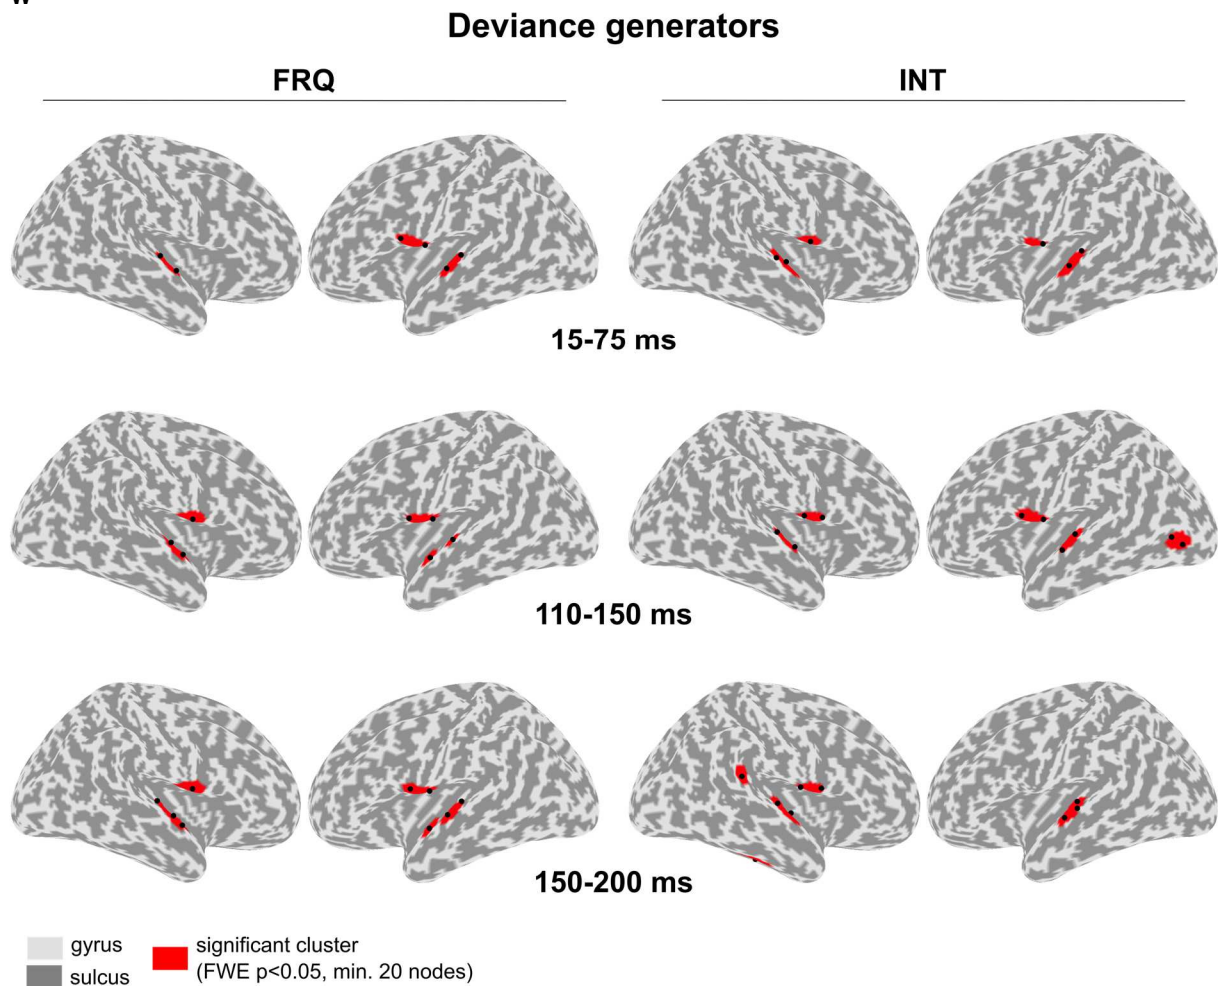 Deviance generators
FRQ
INT
15-75 ms
110-150 ms
150-200 ms
gyrus
sulcus
significant cluster
(FWE p<0.05, min. 20 nodes)